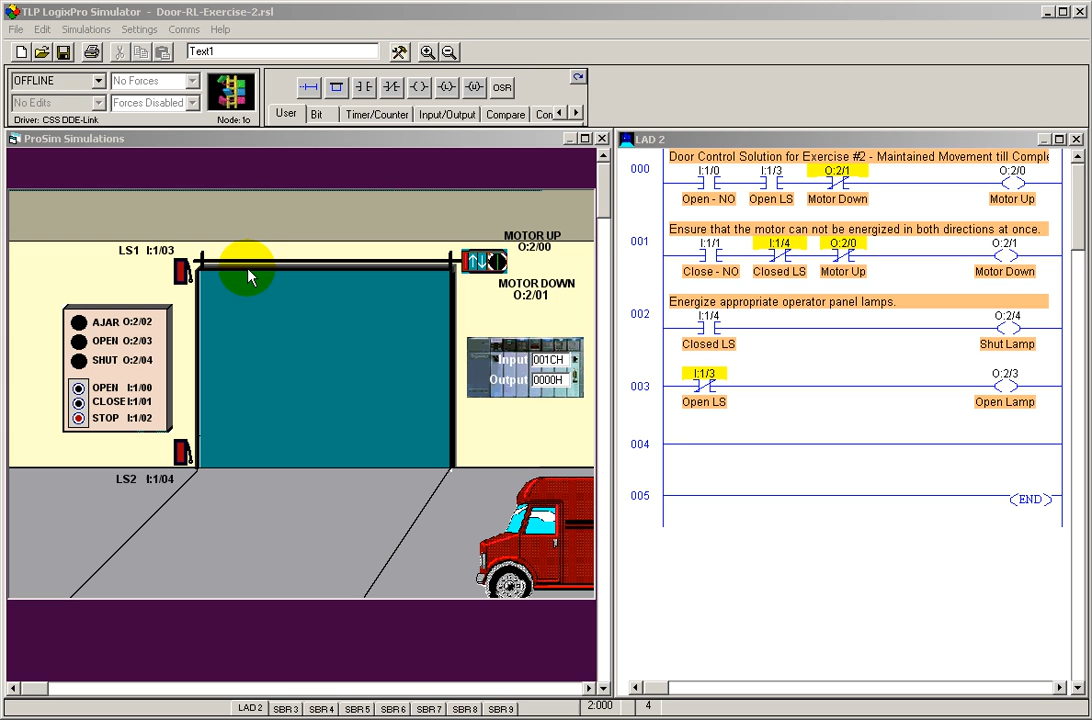 TLP LogixPro Simulator - Door-RL-Exercise-2.rsl
File Edit Simulations Settings Comms Help
Text1
OFFLINE No Forces
No Edits Forces Disabled
Driver: CSS DDE-Link Node: 1o
OSR
User Bit Timer/Counter Input/Output Compare Con
ProSim Simulations
MOTOR UP
O:2/00
LS1 I:1/03
MOTOR DOWN
O:2/01
AJAR O:2/02
OPEN O:2/03
SHUT O:2/04
OPEN I:1/00
CLOSE I:1/01
STOP I:1/02
Input 001CH
Output 0000H
LS2 I:1/04
LAD 2
Door Control Solution for Exercise #2 - Maintained Movement till Comple
000
I:1/0 I:1/3 O:2/1 O:2/0
Open - NO Open LS Motor Down Motor Up
Ensure that the motor can not be energized in both directions at once.
001
I:1/1 I:1/4 O:2/0 O:2/1
Close - NO Closed LS Motor Up Motor Down
Energize appropriate operator panel lamps.
002
I:1/4 O:2/4
Closed LS Shut Lamp
003
I:1/3 O:2/3
Open LS Open Lamp
004
005
END
LAD 2 SBR 3 SBR 4 SBR 5 SBR 6 SBR 7 SBR 8 SBR 9 2:000 4